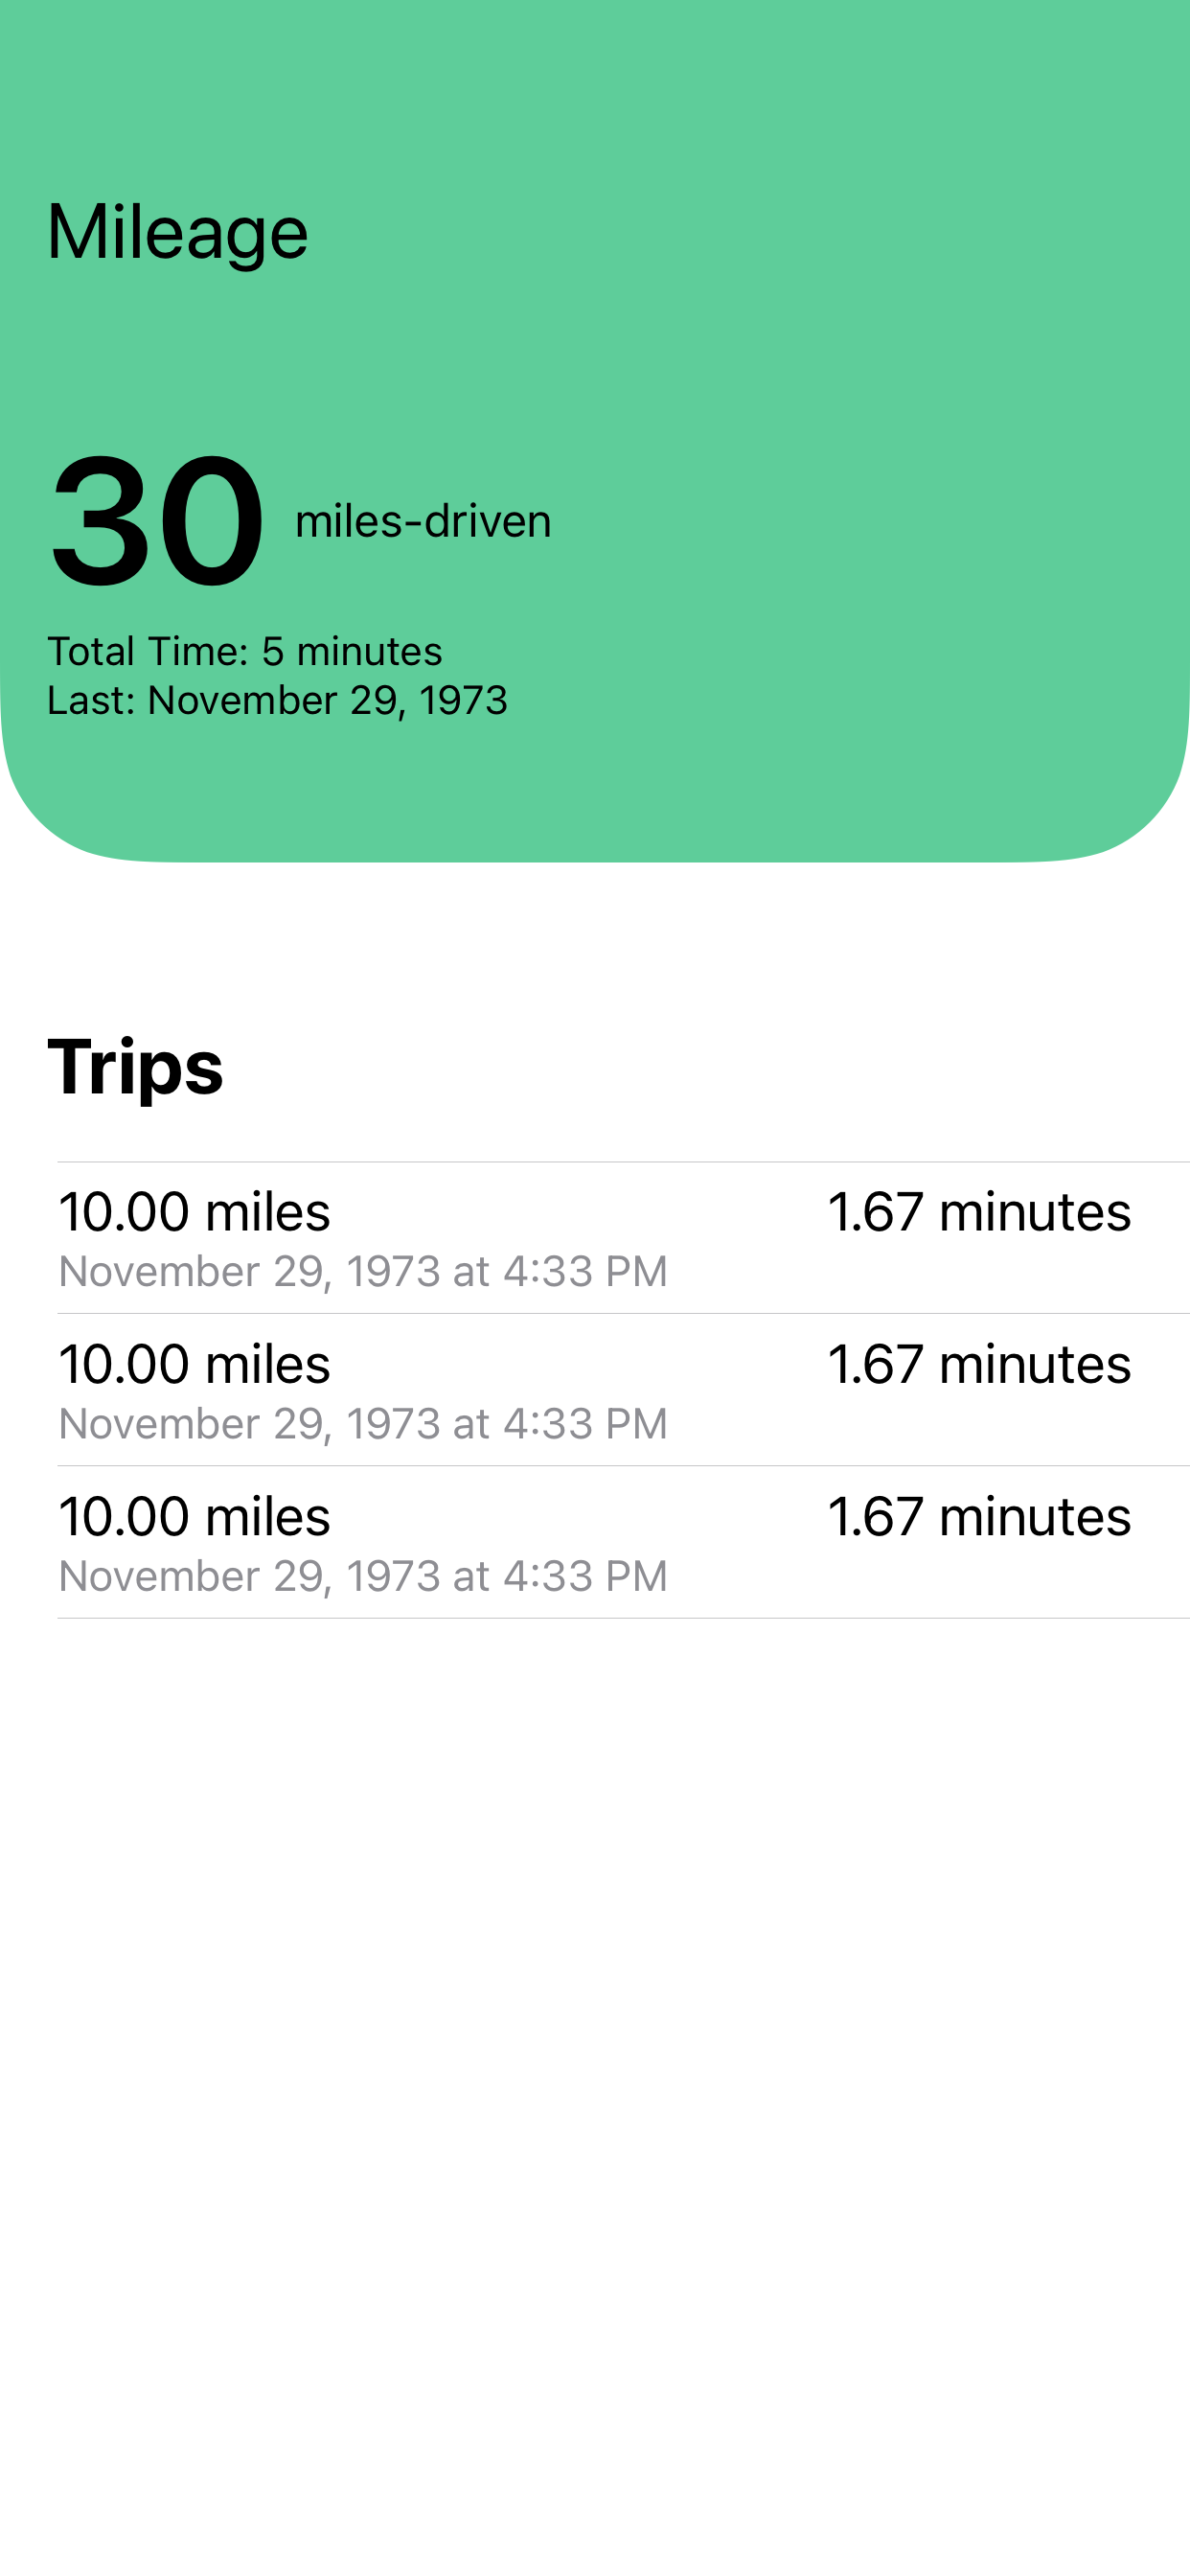 Mileage
30 miles-driven
Total Time: 5 minutes
Last: November 29, 1973
Trips
10.00 miles 1.67 minutes
November 29, 1973 at 4:33 PM
10.00 miles 1.67 minutes
November 29, 1973 at 4:33 PM
10.00 miles 1.67 minutes
November 29, 1973 at 4:33 PM